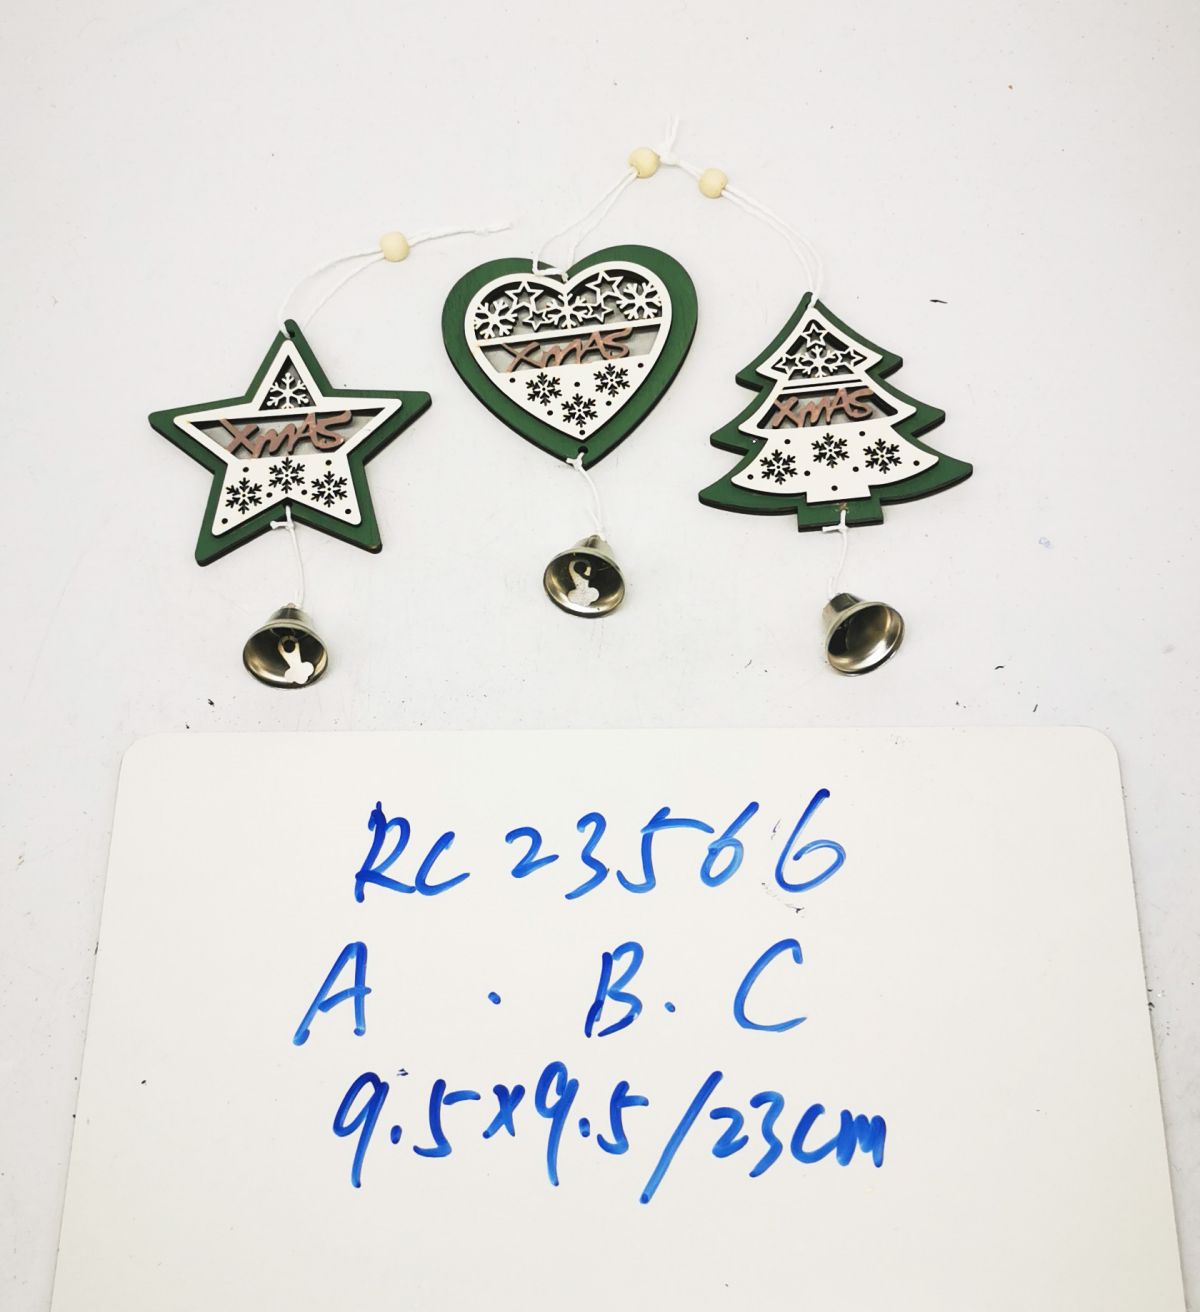 XMAS
XMAS
XMAS
RC23566
A . B. C
9.5x9.5/23cm